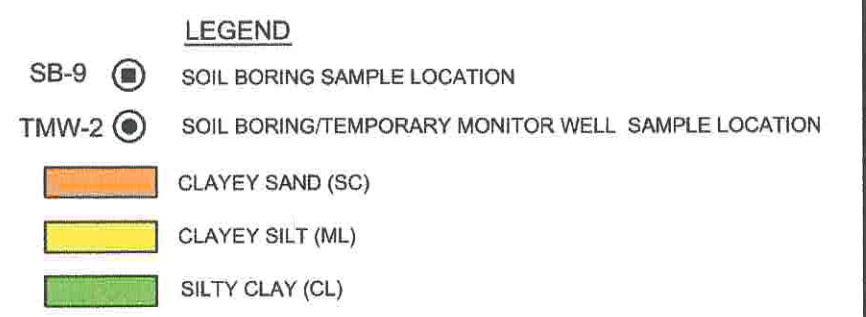 LEGEND
SB-9 SOIL BORING SAMPLE LOCATION
TMW-2 SOIL BORING/TEMPORARY MONITOR WELL SAMPLE LOCATION
CLAYEY SAND (SC)
CLAYEY SILT (ML)
SILTY CLAY (CL)